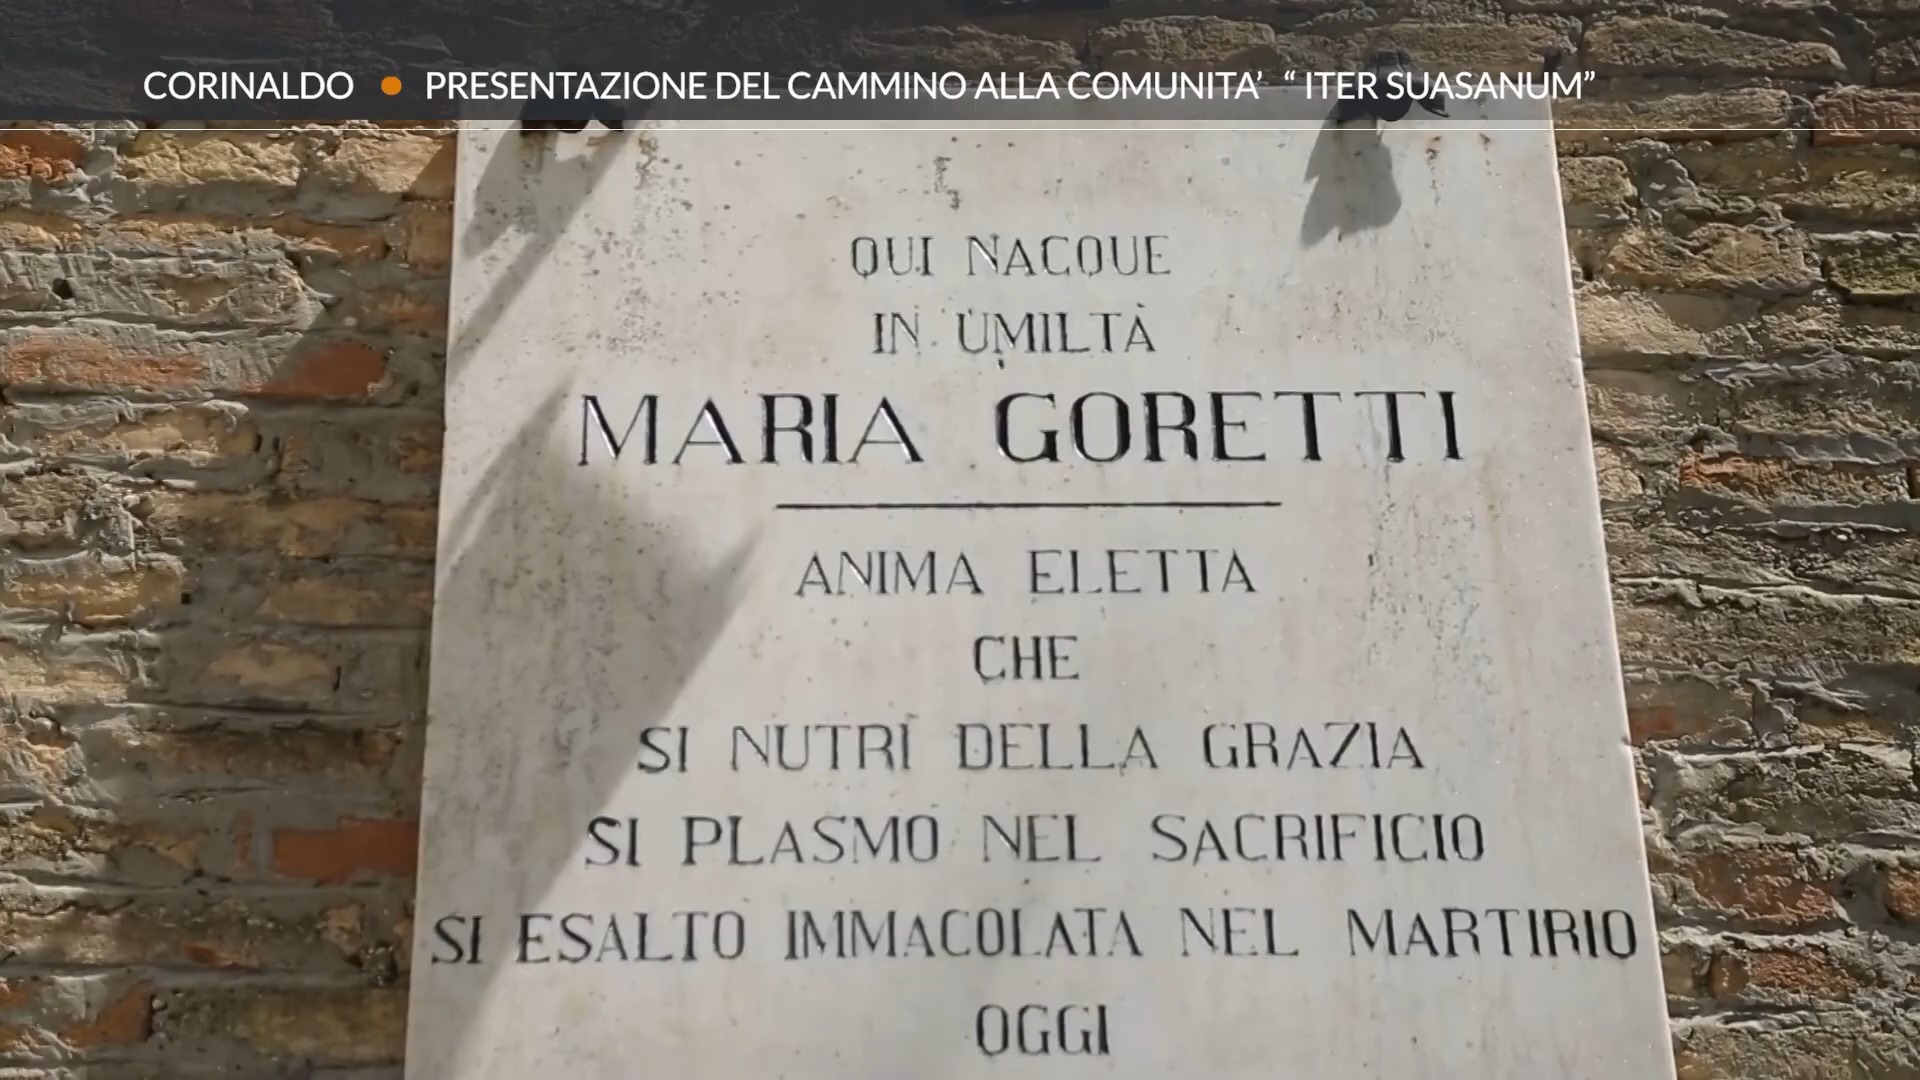 CORINALDO ● PRESENTAZIONE DEL CAMMINO ALLA COMUNITA’ “ ITER SUASANUM”
QUI NACQUE
IN UMILTÀ
MARIA GORETTI
ANIMA ELETTA
CHE
SI NUTRÌ DELLA GRAZIA
SI PLASMO NEL SACRIFICIO
SI ESALTO IMMACOLATA NEL MARTIRIO
OGGI